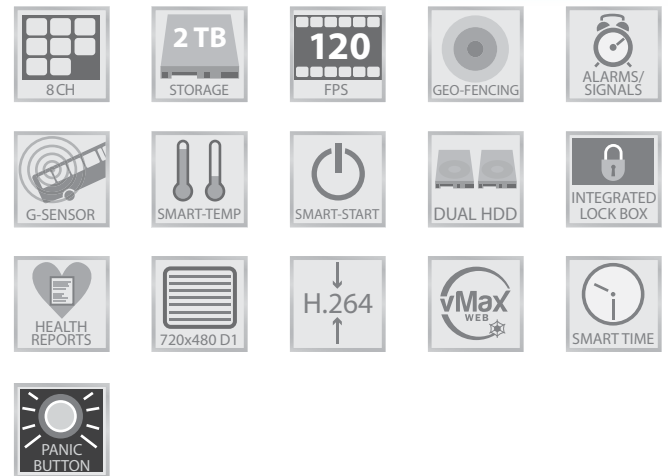 8 CH
2 TB
STORAGE
120
FPS
GEO-FENCING
ALARMS/
SIGNALS
G-SENSOR
SMART-TEMP
SMART-START
DUAL HDD
INTEGRATED
LOCK BOX
HEALTH
REPORTS
720x480 D1
H.264
vMax
WEB
SMART TIME
PANIC
BUTTON